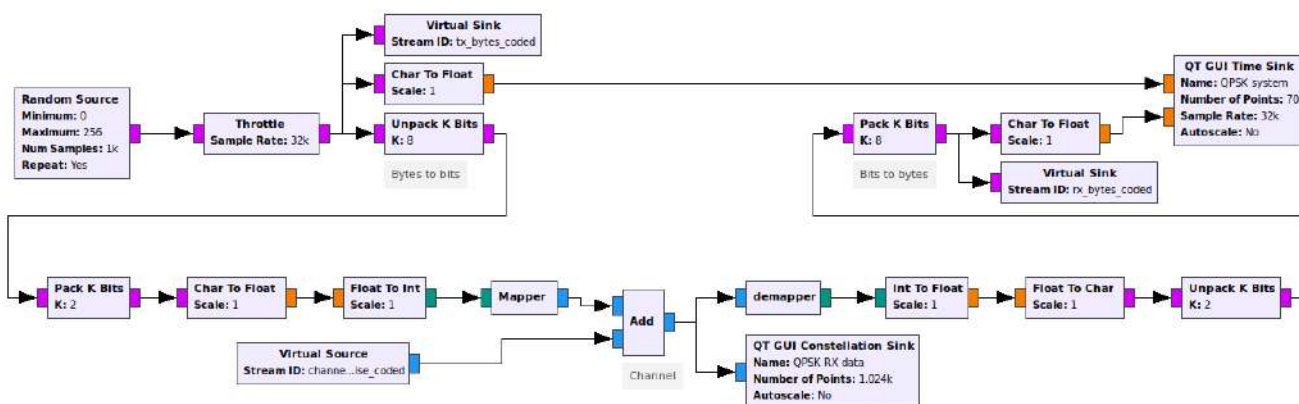 Virtual Sink
Stream ID: tx_bytes_coded
Char To Float
Scale: 1
QT GUI Time Sink
Name: QPSK system
Number of Points: 70
Sample Rate: 32k
Autoscale: No
Random Source
Minimum: 0
Maximum: 256
Num Samples: 1k
Repeat: Yes
Throttle
Sample Rate: 32k
Unpack K Bits
K: 8
Bytes to bits
Pack K Bits
K: 8
Bits to bytes
Char To Float
Scale: 1
Virtual Sink
Stream ID: rx_bytes_coded
Pack K Bits
K: 2
Char To Float
Scale: 1
Float To Int
Scale: 1
Mapper
Add
Channel
Virtual Source
Stream ID: channe...ise_coded
demapper
Int To Float
Scale: 1
Float To Char
Scale: 1
Unpack K Bits
K: 2
QT GUI Constellation Sink
Name: QPSK RX data
Number of Points: 1.024k
Autoscale: No